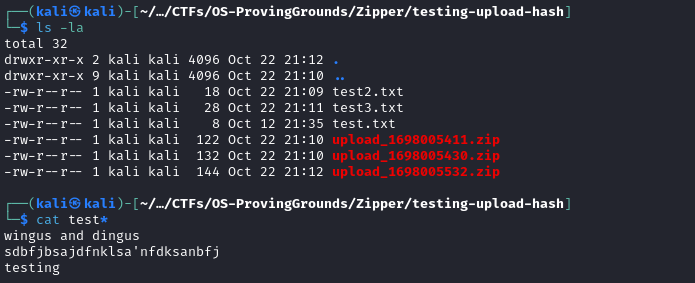 ┌──(kali㉿kali)-[~/…/CTFs/OS-ProvingGrounds/Zipper/testing-upload-hash]
└─$ ls -la
total 32
drwxr-xr-x 2 kali kali 4096 Oct 22 21:12 .
drwxr-xr-x 9 kali kali 4096 Oct 22 21:10 ..
-rw-r--r-- 1 kali kali   18 Oct 22 21:09 test2.txt
-rw-r--r-- 1 kali kali   28 Oct 22 21:11 test3.txt
-rw-r--r-- 1 kali kali    8 Oct 12 21:35 test.txt
-rw-r--r-- 1 kali kali  122 Oct 22 21:10 upload_1698005411.zip
-rw-r--r-- 1 kali kali  132 Oct 22 21:10 upload_1698005430.zip
-rw-r--r-- 1 kali kali  144 Oct 22 21:12 upload_1698005532.zip
┌──(kali㉿kali)-[~/…/CTFs/OS-ProvingGrounds/Zipper/testing-upload-hash]
└─$ cat test*
wingus and dingus
sdbfjbsajdfnklsa'nfdksanbfj
testing